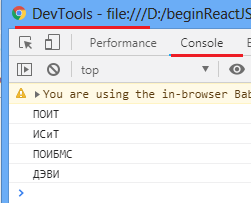 DevTools - file:///D:/beginReactJS
Performance Console
top
You are using the in-browser Bab
ПОИТ
ИСиТ
ПОИБМС
ДЭВИ